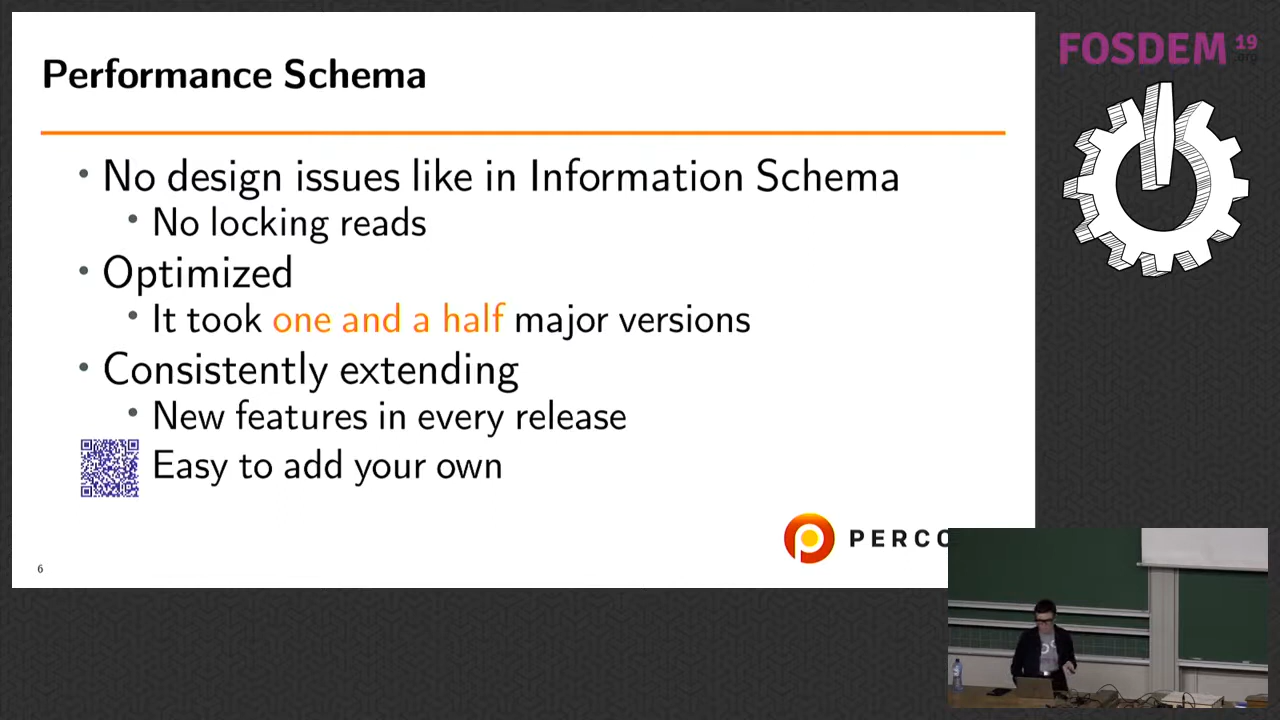 Performance Schema
• No design issues like in Information Schema
• No locking reads
• Optimized
• It took one and a half major versions
• Consistently extending
• New features in every release
Easy to add your own
PERCO
6
FOSDEM 19
.org